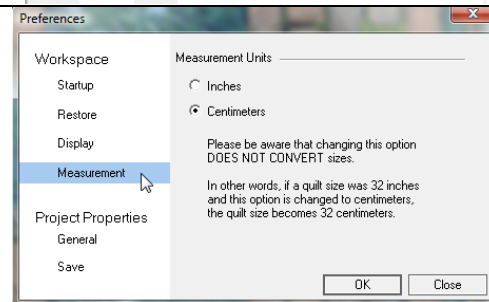 Preferences
Workspace
Startup
Restore
Display
Measurement
Project Properties
General
Save
Measurement Units
Inches
Centimeters
Please be aware that changing this option
DOES NOT CONVERT sizes.
In other words, if a quilt size was 32 inches
and this option is changed to centimeters,
the quilt size becomes 32 centimeters.
OK
Close